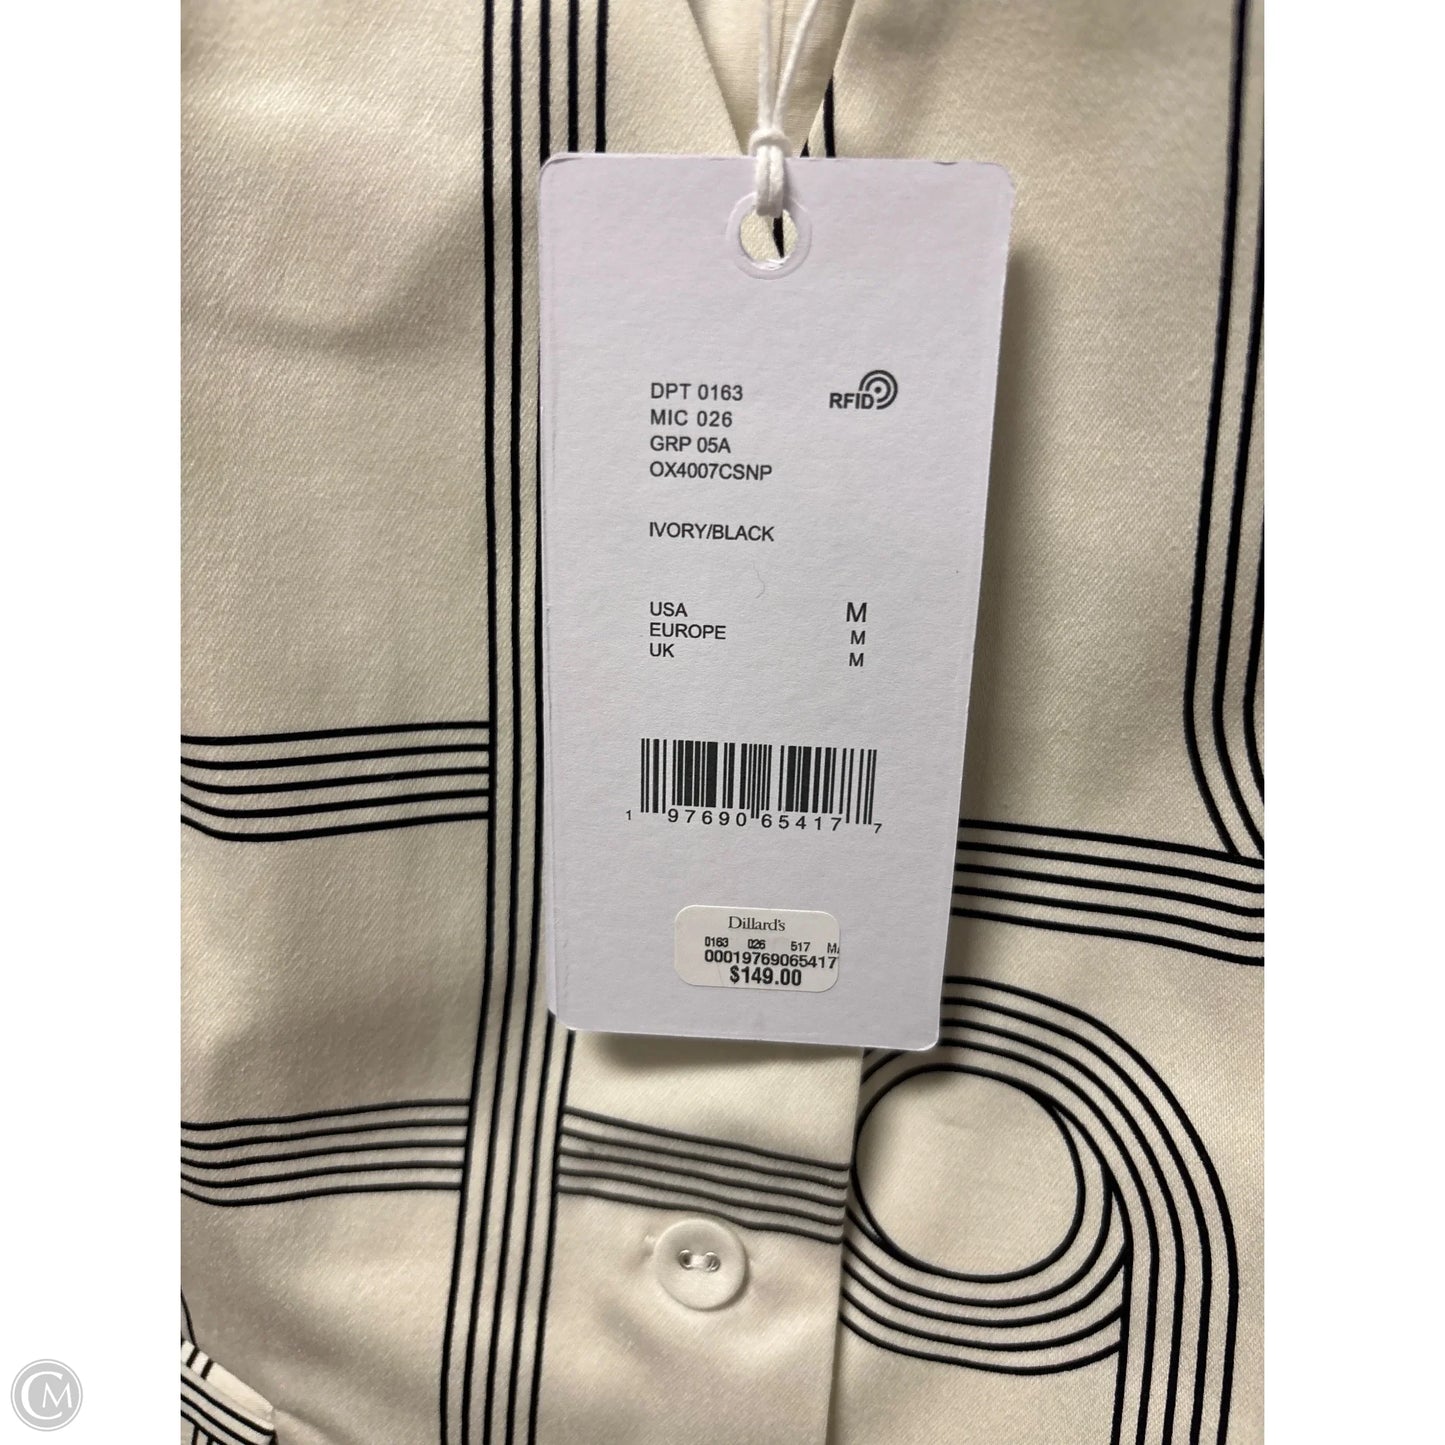 DPT 0163
MIC 026
GRP 05A
OX4007CSNP
RFID
IVORY/BLACK
USA M
EUROPE M
UK M
1 97690 65417 7
Dillard's
0163 026 517
00019769065417
$149.00
CM